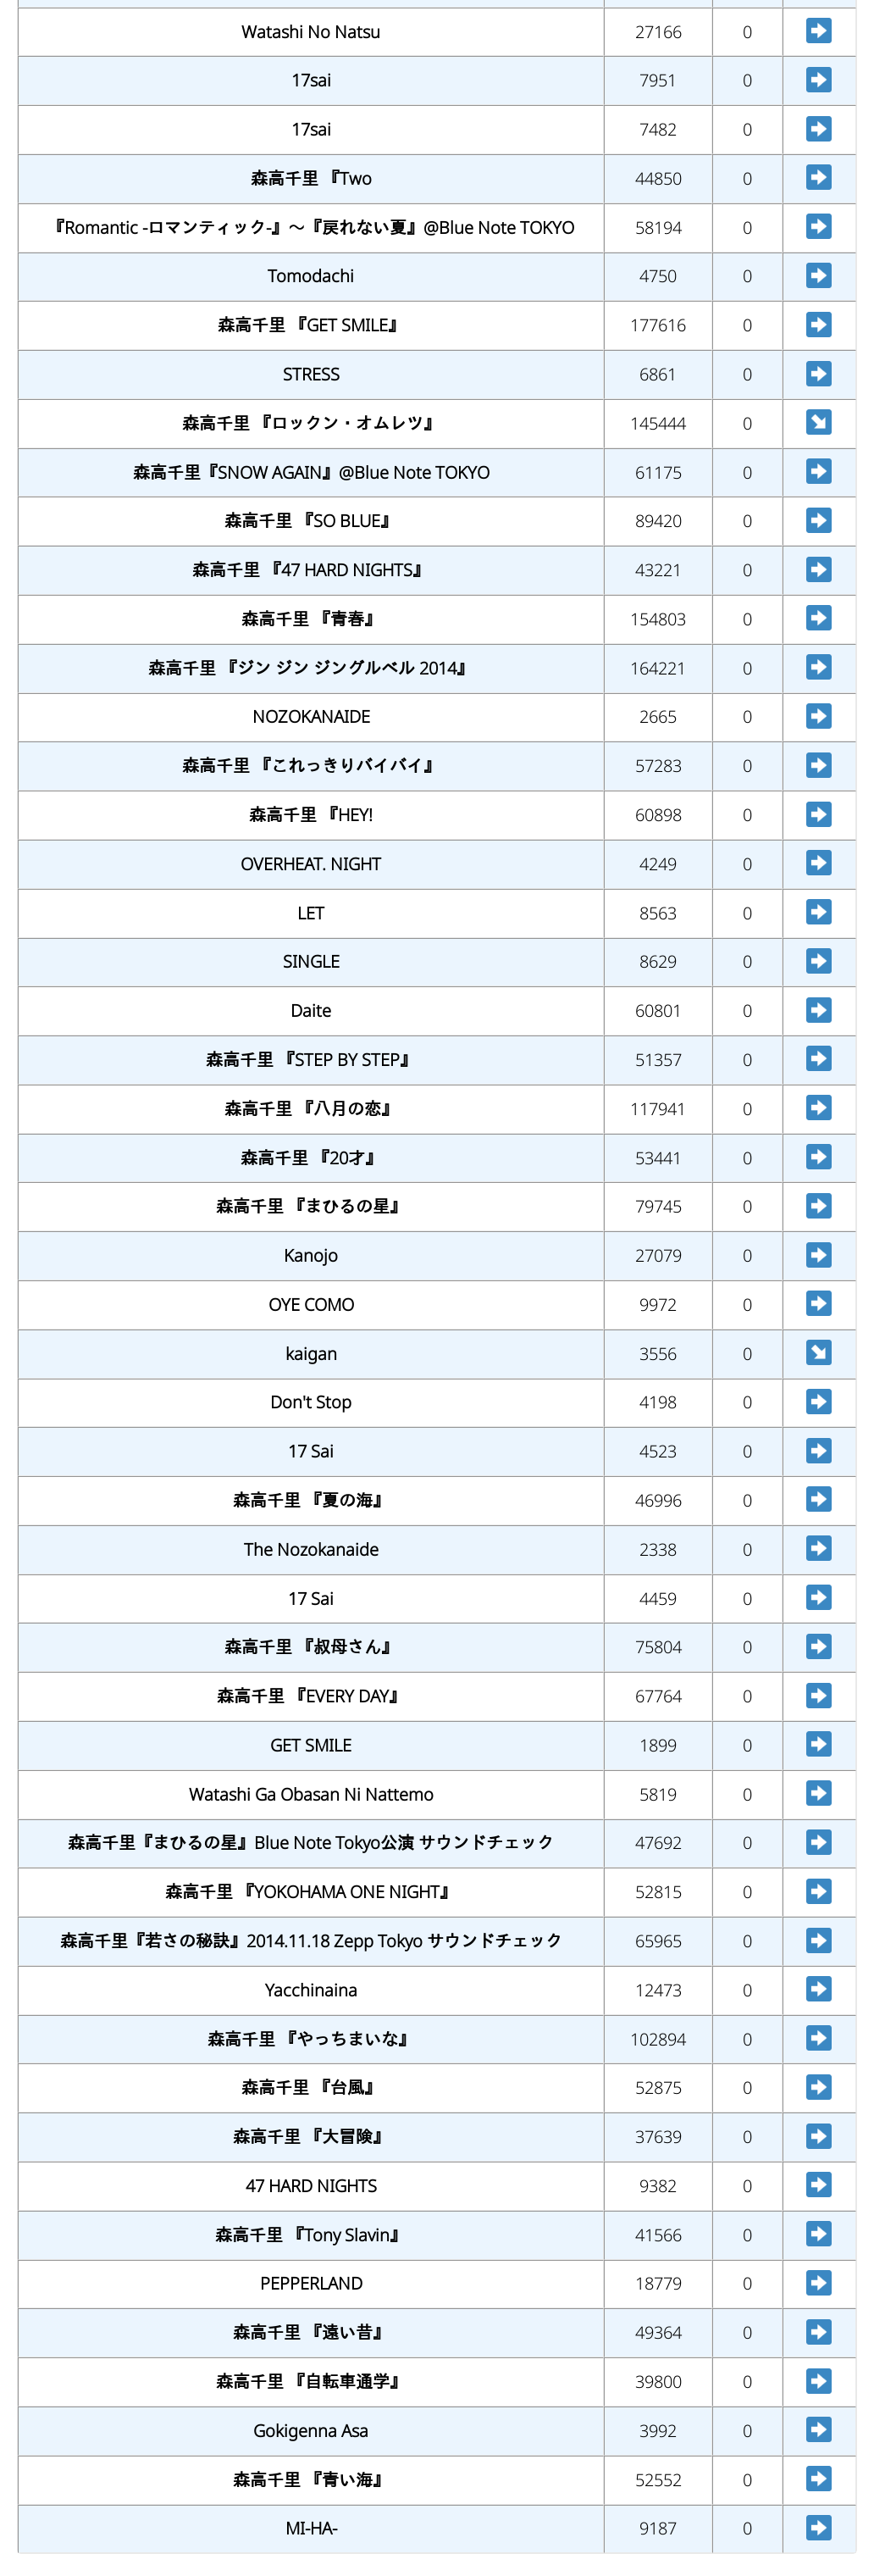 Watashi No Natsu 27166 0
17sai 7951 0
17sai 7482 0
森高千里 『Two 44850 0
『Romantic -ロマンティック-』～『戻れない夏』@Blue Note TOKYO 58194 0
Tomodachi 4750 0
森高千里 『GET SMILE』 177616 0
STRESS 6861 0
森高千里 『ロックン・オムレツ』 145444 0
森高千里『SNOW AGAIN』@Blue Note TOKYO 61175 0
森高千里 『SO BLUE』 89420 0
森高千里 『47 HARD NIGHTS』 43221 0
森高千里 『青春』 154803 0
森高千里 『ジン ジン ジングルベル 2014』 164221 0
NOZOKANAIDE 2665 0
森高千里 『これっきりバイバイ』 57283 0
森高千里 『HEY! 60898 0
OVERHEAT. NIGHT 4249 0
LET 8563 0
SINGLE 8629 0
Daite 60801 0
森高千里 『STEP BY STEP』 51357 0
森高千里 『八月の恋』 117941 0
森高千里 『20才』 53441 0
森高千里 『まひるの星』 79745 0
Kanojo 27079 0
OYE COMO 9972 0
kaigan 3556 0
Don't Stop 4198 0
17 Sai 4523 0
森高千里 『夏の海』 46996 0
The Nozokanaide 2338 0
17 Sai 4459 0
森高千里 『叔母さん』 75804 0
森高千里 『EVERY DAY』 67764 0
GET SMILE 1899 0
Watashi Ga Obasan Ni Nattemo 5819 0
森高千里『まひるの星』Blue Note Tokyo公演 サウンドチェック 47692 0
森高千里 『YOKOHAMA ONE NIGHT』 52815 0
森高千里『若さの秘訣』2014.11.18 Zepp Tokyo サウンドチェック 65965 0
Yacchinaina 12473 0
森高千里 『やっちまいな』 102894 0
森高千里 『台風』 52875 0
森高千里 『大冒険』 37639 0
47 HARD NIGHTS 9382 0
森高千里 『Tony Slavin』 41566 0
PEPPERLAND 18779 0
森高千里 『遠い昔』 49364 0
森高千里 『自転車通学』 39800 0
Gokigenna Asa 3992 0
森高千里 『青い海』 52552 0
MI-HA- 9187 0